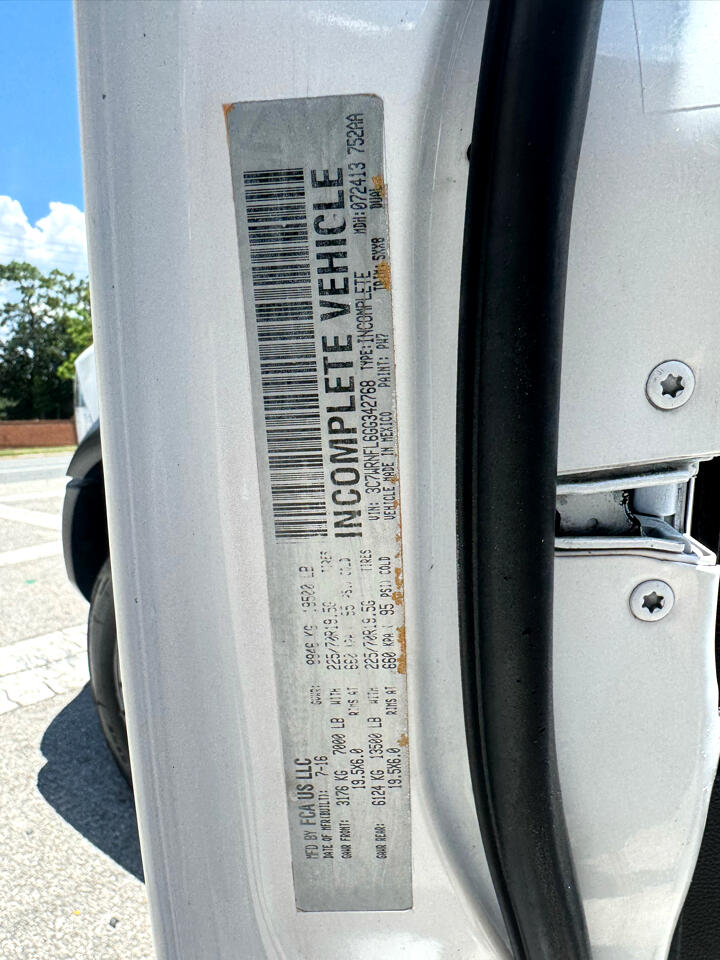 MFD BY FCA US LLC
DATE OF MFR(BUILT): 7-16 GVWR: 19500 LB
GAWR FRONT: 3176 KG 7000 LB WITH 225/70R19.5G TIRES
19.5X6.0 RIMS AT 660 KPA ( 95 PSI) COLD
GAWR REAR: 6124 KG 13500 LB WITH 225/70R19.5G TIRES
19.5X6.0 RIMS AT 660 KPA ( 95 PSI) COLD
INCOMPLETE VEHICLE
MDH:072413 752AA
VIN: 3C7WRNFL6GG342768 TYPE:INCOMPLETE DUAL
VEHICLE MADE IN MEXICO PAINT: PW7 TRIM: 5XX8